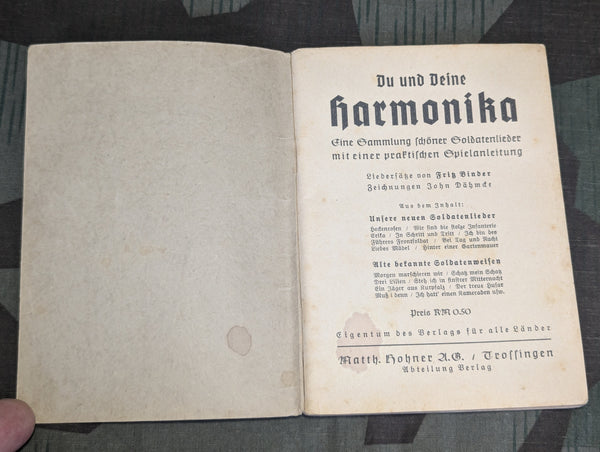 Du und Deine
Harmonika
Eine Sammlung schöner Soldatenlieder
mit einer praktischen Spielanleitung
Liedersätze von Fritz Binder
Zeichnungen John Dähmcke
Aus dem Inhalt:
Unsere neuen Soldatenlieder
Heckenrosen / Wir sind die stolze Infanterie
Erika / In Schritt und Tritt / Ich bin des
Führers Frontsoldat / Bei Tag und Nacht
Liebes Mädel / Hinter einer Gartenmauer
Alte bekannte Soldatenweisen
Morgen marschieren wir / Schatz mein Schatz
Drei Lilien / Steh ich in finstrer Mitternacht
Ein Jäger aus Kurpfalz / Der treue Husar
Muß i denn / Ich hatt' einen Kameraden usw.
Preis RM 0.50
Eigentum des Verlags für alle Länder
Matth. Hohner A.G. / Trossingen
Abteilung Verlag